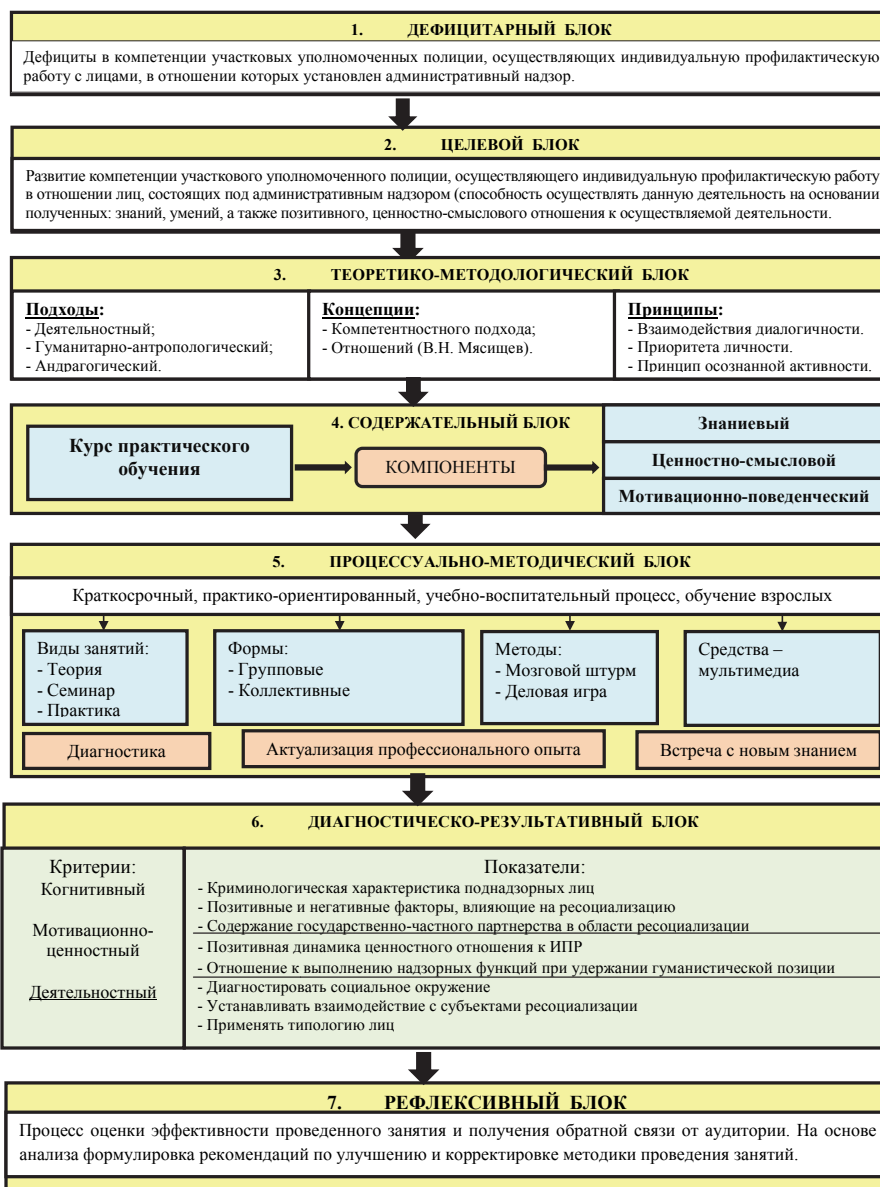 1. ДЕФИЦИТАРНЫЙ БЛОК
Дефициты в компетенции участковых уполномоченных полиции, осуществляющих индивидуальную профилактическую
работу с лицами, в отношении которых установлен административный надзор.
2. ЦЕЛЕВОЙ БЛОК
Развитие компетенции участкового уполномоченного полиции, осуществляющего индивидуальную профилактическую работу
в отношении лиц, состоящих под административным надзором (способность осуществлять данную деятельность на основании
полученных: знаний, умений, а также позитивного, ценностно-смыслового отношения к осуществляемой деятельности.
3. ТЕОРЕТИКО-МЕТОДОЛОГИЧЕСКИЙ БЛОК
Подходы:
- Деятельностный;
- Гуманитарно-антропологический;
- Андрагогический.
Концепции:
- Компетентностного подхода;
- Отношений (В.Н. Мясищев).
Принципы:
- Взаимодействия диалогичности.
- Приоритета личности.
- Принцип осознанной активности.
4. СОДЕРЖАТЕЛЬНЫЙ БЛОК
Курс практического
обучения
КОМПОНЕНТЫ
Знаниевый
Ценностно-смысловой
Мотивационно-поведенческий
5. ПРОЦЕССУАЛЬНО-МЕТОДИЧЕСКИЙ БЛОК
Краткосрочный, практико-ориентированный, учебно-воспитательный процесс, обучение взрослых
Виды занятий:
- Теория
- Семинар
- Практика
Формы:
- Групповые
- Коллективные
Методы:
- Мозговой штурм
- Деловая игра
Средства –
мультимедиа
Диагностика
Актуализация профессионального опыта
Встреча с новым знанием
6. ДИАГНОСТИЧЕСКО-РЕЗУЛЬТАТИВНЫЙ БЛОК
Критерии:
Когнитивный
Мотивационно-
ценностный
Деятельностный
Показатели:
- Криминологическая характеристика поднадзорных лиц
- Позитивные и негативные факторы, влияющие на ресоциализацию
- Содержание государственно-частного партнерства в области ресоциализации
- Позитивная динамика ценностного отношения к ИПР
- Отношение к выполнению надзорных функций при удержании гуманистической позиции
- Диагностировать социальное окружение
- Устанавливать взаимодействие с субъектами ресоциализации
- Применять типологию лиц
7. РЕФЛЕКСИВНЫЙ БЛОК
Процесс оценки эффективности проведенного занятия и получения обратной связи от аудитории. На основе
анализа формулировка рекомендаций по улучшению и корректировке методики проведения занятий.